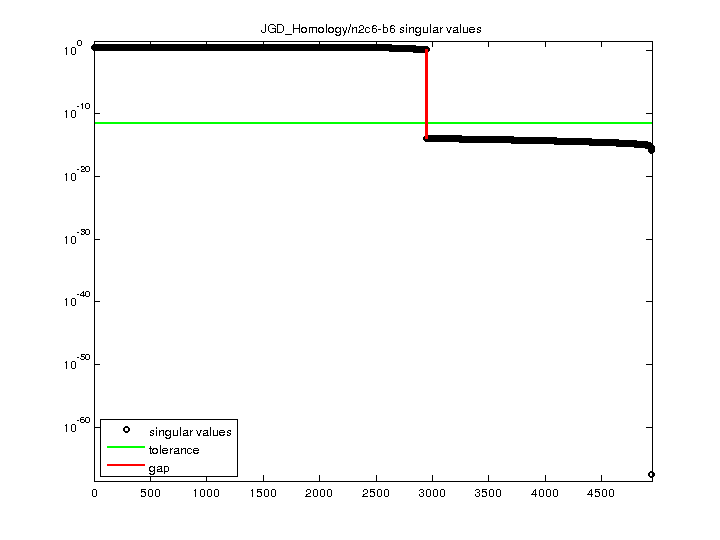 JGD_Homology/n2c6-b6 singular values
10^0
10^-10
10^-20
10^-30
10^-40
10^-50
10^-60
singular values
tolerance
gap
0 500 1000 1500 2000 2500 3000 3500 4000 4500